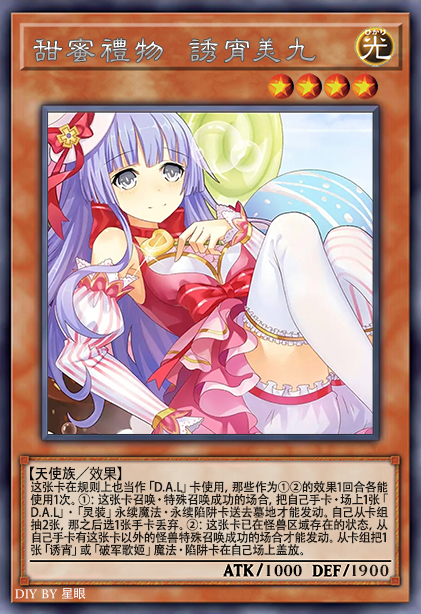 甜蜜禮物 誘宵美九
ひかり
光
【天使族／效果】
这张卡在规则上也当作「D.A.L」卡使用，那些作为①②的效果1回合各能
使用1次。①：这张卡召唤·特殊召唤成功的场合，把自己手卡·场上1张「
D.A.L」·「灵装」永续魔法·永续陷阱卡送去墓地才能发动。自己从卡组
抽2张，那之后选1张手卡丢弃。②：这张卡已在怪兽区域存在的状态，从
自己手卡有这张卡以外的怪兽特殊召唤成功的场合才能发动。从卡组把1
张「诱宵」或「破军歌姬」魔法·陷阱卡在自己场上盖放。
ATK/1000 DEF/1900
DIY BY 星眼